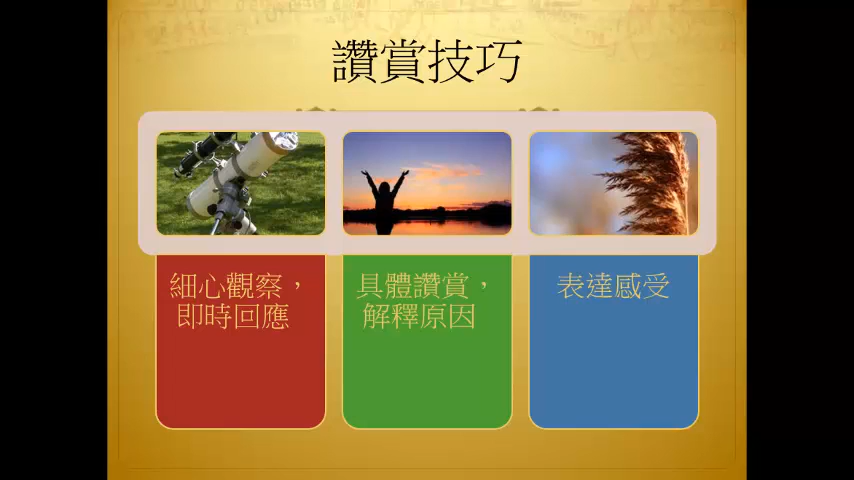 讚賞技巧
細心觀察，
即時回應
具體讚賞，
解釋原因
表達感受